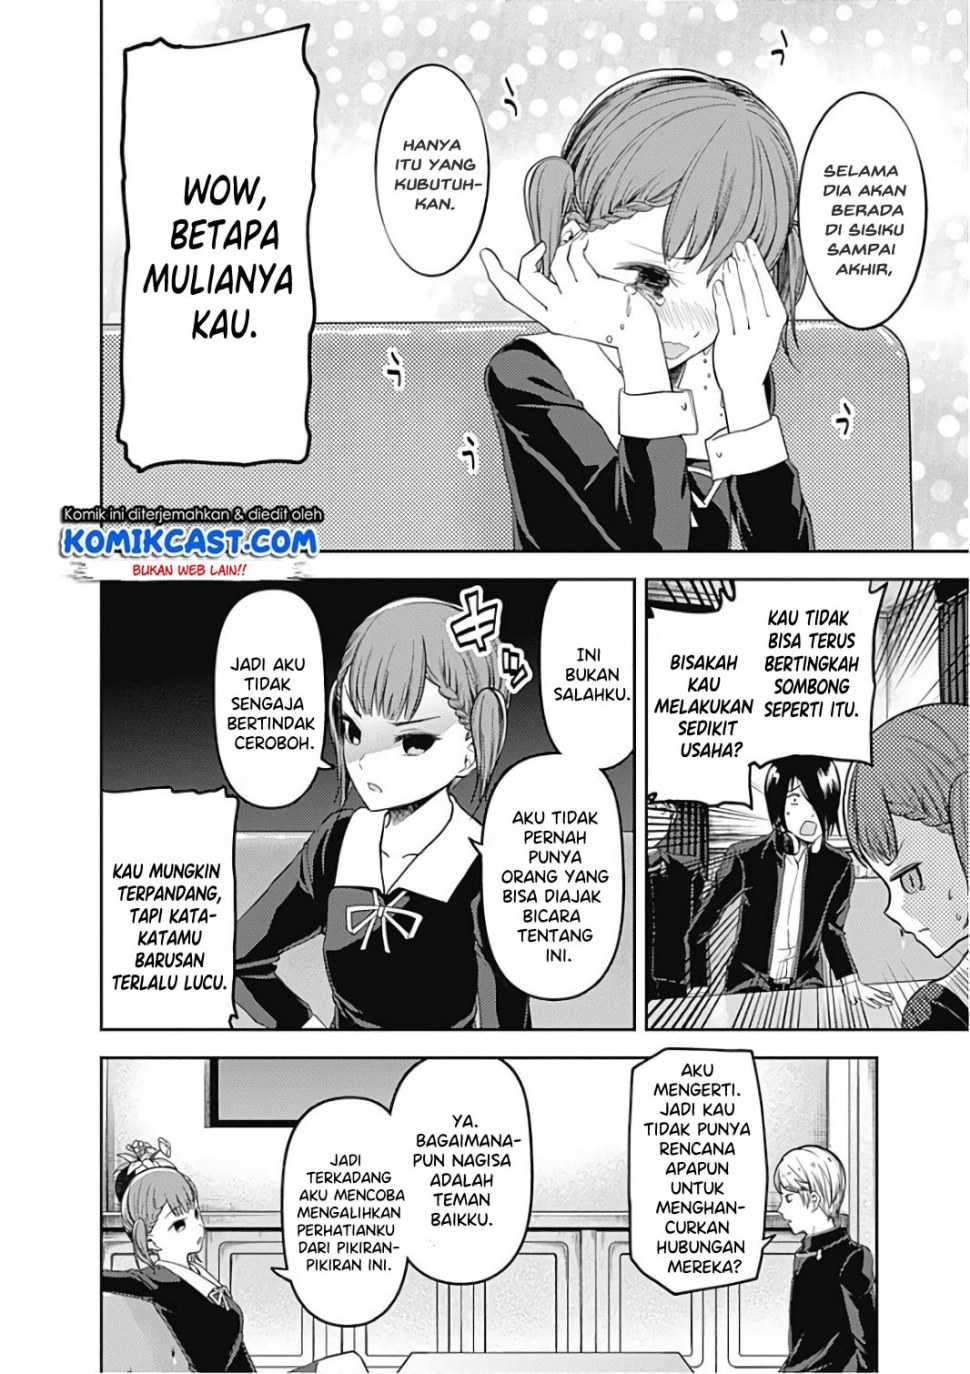 SELAMA
DIA AKAN
BERADA
DI SISIKU
SAMPAI
AKHIR,
HANYA
ITU YANG
KUBUTUH-
KAN.
WOW,
BETAPA
MULIANYA
KAU.
Komik ini diterjemahkan & diedit oleh
KOMIKCAST.COM
BUKAN WEB LAIN!!
KAU TIDAK
BISA TERUS
BERTINGKAH
SOMBONG
SEPERTI ITU.
BISAKAH
KAU
MELAKUKAN
SEDIKIT
USAHA?
INI
BUKAN
SALAHKU.
AKU TIDAK
PERNAH
PUNYA
ORANG YANG
BISA DIAJAK
BICARA
TENTANG
INI.
JADI AKU
TIDAK
SENGAJA
BERTINDAK
CEROBOH.
KAU MUNGKIN
TERPANDANG,
TAPI KATA-
KATAMU
BARUSAN
TERLALU LUCU.
AKU
MENGERTI.
JADI KAU
TIDAK PUNYA
RENCANA
APAPUN
UNTUK
MENGHAN-
CURKAN
HUBUNGAN
MEREKA?
YA.
BAGAIMANA-
PUN NAGISA
ADALAH
TEMAN
BAIKKU.
JADI
TERKADANG
AKU MENCOBA
MENGALIHKAN
PERHATIANKU
DARI PIKIRAN-
PIKIRAN INI.